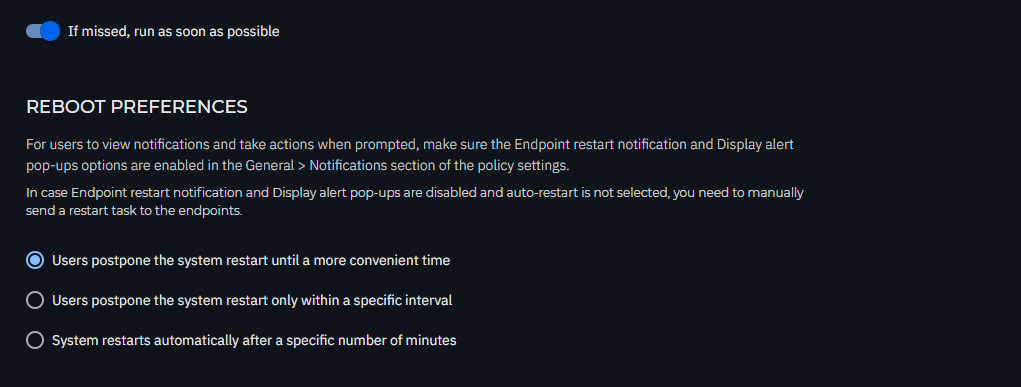 If missed, run as soon as possible
REBOOT PREFERENCES
For users to view notifications and take actions when prompted, make sure the Endpoint restart notification and Display alert
pop-ups options are enabled in the General > Notifications section of the policy settings.
In case Endpoint restart notification and Display alert pop-ups are disabled and auto-restart is not selected, you need to manually
send a restart task to the endpoints.
Users postpone the system restart until a more convenient time
Users postpone the system restart only within a specific interval
System restarts automatically after a specific number of minutes